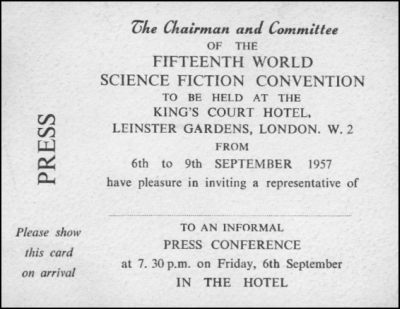 The Chairman and Committee
OF THE
FIFTEENTH WORLD
SCIENCE FICTION CONVENTION
TO BE HELD AT THE
KING'S COURT HOTEL,
LEINSTER GARDENS, LONDON. W. 2
FROM
6th to 9th SEPTEMBER 1957
have pleasure in inviting a representative of
PRESS
TO AN INFORMAL
PRESS CONFERENCE
at 7. 30 p.m. on Friday, 6th September
IN THE HOTEL
Please show
this card
on arrival